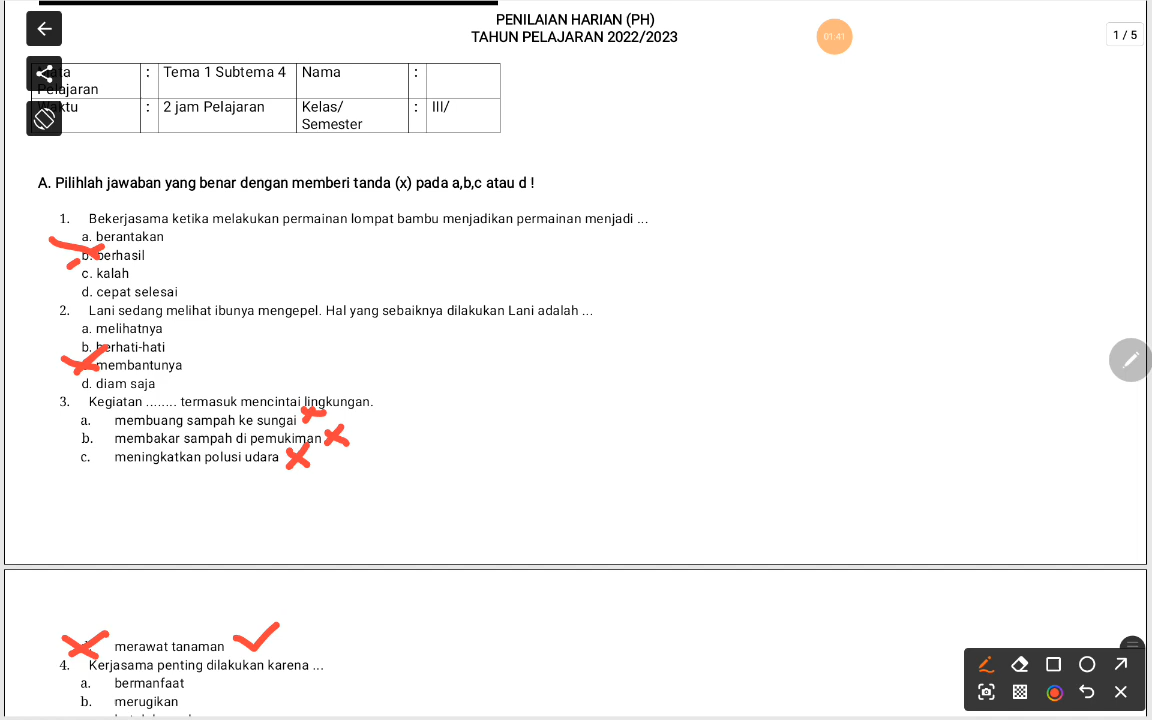 PENILAIAN HARIAN (PH)
TAHUN PELAJARAN 2022/2023
01:41
1 / 5
Pelajaran : Tema 1 Subtema 4 Nama :
: 2 jam Pelajaran Kelas/ Semester : III/
A. Pilihlah jawaban yang benar dengan memberi tanda (x) pada a,b,c atau d !
1. Bekerjasama ketika melakukan permainan lompat bambu menjadikan permainan menjadi ...
a. berantakan
b. berhasil
c. kalah
d. cepat selesai
2. Lani sedang melihat ibunya mengepel. Hal yang sebaiknya dilakukan Lani adalah ...
a. melihatnya
b. berhati-hati
membantunya
d. diam saja
3. Kegiatan ........ termasuk mencintai lingkungan.
a. membuang sampah ke sungai
b. membakar sampah di pemukiman
c. meningkatkan polusi udara
merawat tanaman
4. Kerjasama penting dilakukan karena ...
a. bermanfaat
b. merugikan